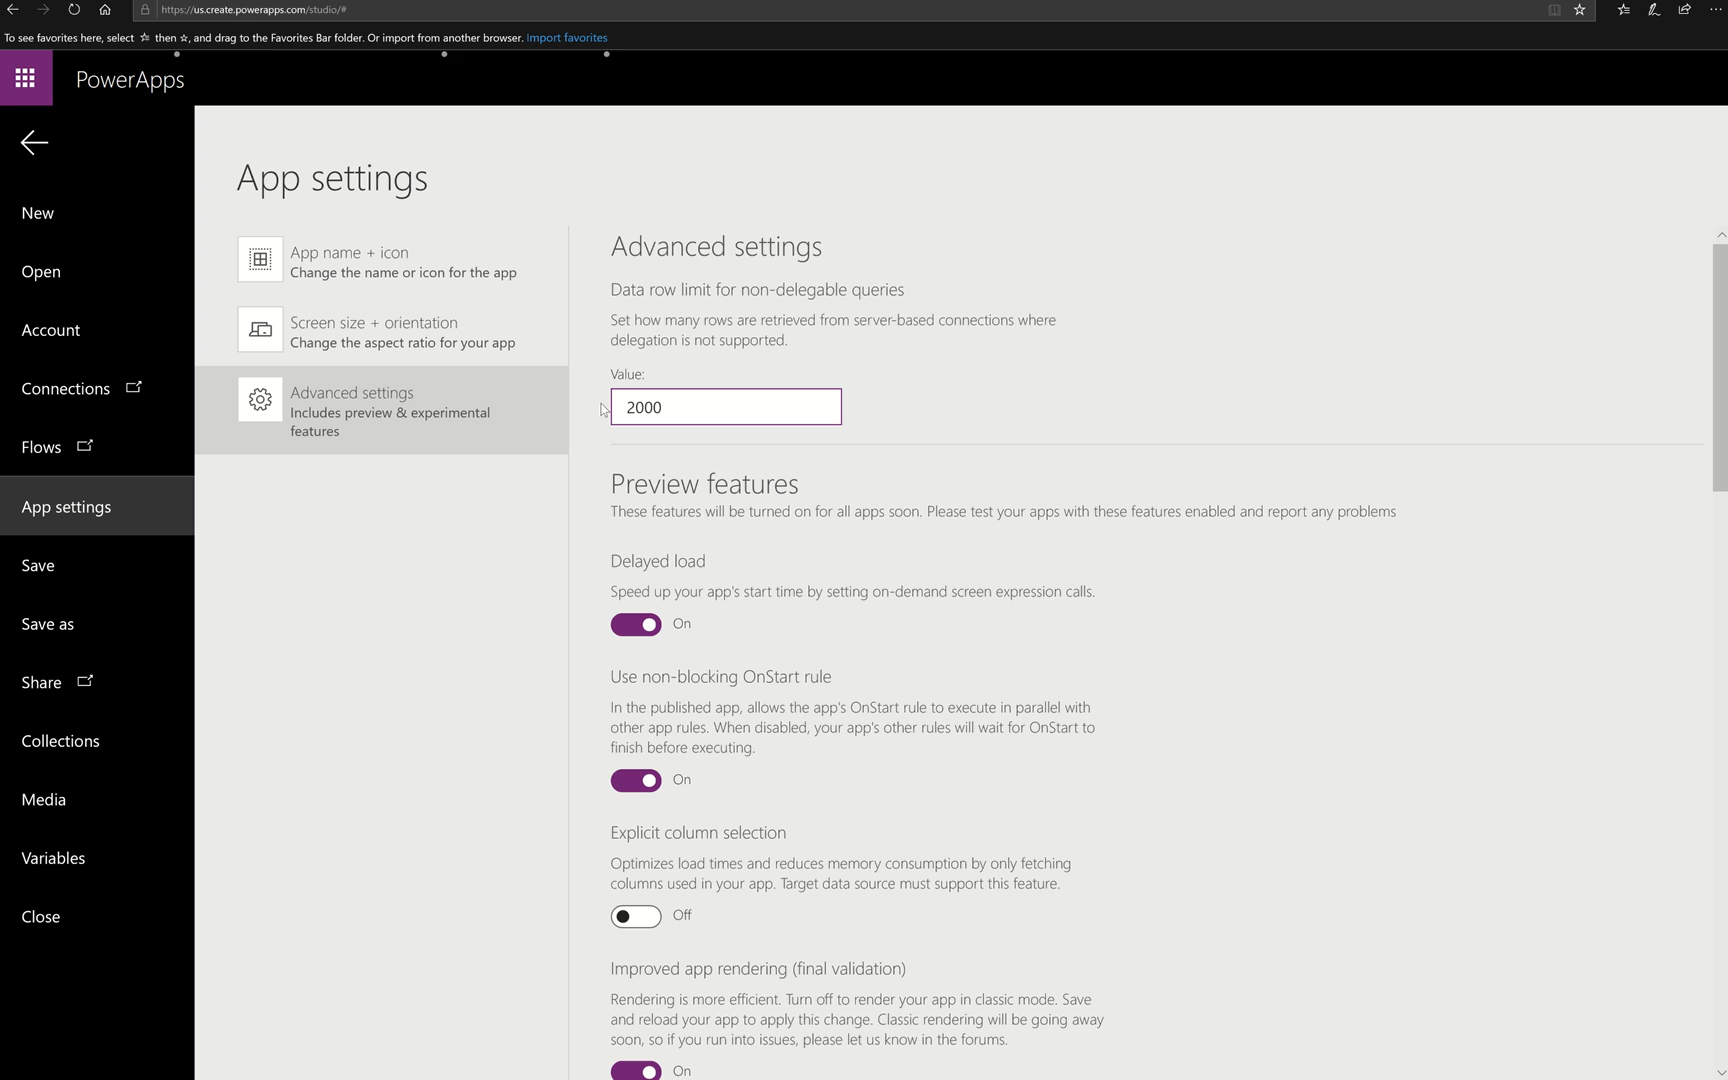 https://us.create.powerapps.com/studio/#
To see favorites here, select ☆ then ☆, and drag to the Favorites Bar folder. Or import from another browser. Import favorites
PowerApps
New
Open
Account
Connections
Flows
App settings
Save
Save as
Share
Collections
Media
Variables
Close
App settings
App name + icon
Change the name or icon for the app
Screen size + orientation
Change the aspect ratio for your app
Advanced settings
Includes preview & experimental
features
Advanced settings
Data row limit for non-delegable queries
Set how many rows are retrieved from server-based connections where
delegation is not supported.
Value:
2000
Preview features
These features will be turned on for all apps soon. Please test your apps with these features enabled and report any problems
Delayed load
Speed up your app's start time by setting on-demand screen expression calls.
On
Use non-blocking OnStart rule
In the published app, allows the app's OnStart rule to execute in parallel with
other app rules. When disabled, your app's other rules will wait for OnStart to
finish before executing.
On
Explicit column selection
Optimizes load times and reduces memory consumption by only fetching
columns used in your app. Target data source must support this feature.
Off
Improved app rendering (final validation)
Rendering is more efficient. Turn off to render your app in classic mode. Save
and reload your app to apply this change. Classic rendering will be going away
soon, so if you run into issues, please let us know in the forums.
On